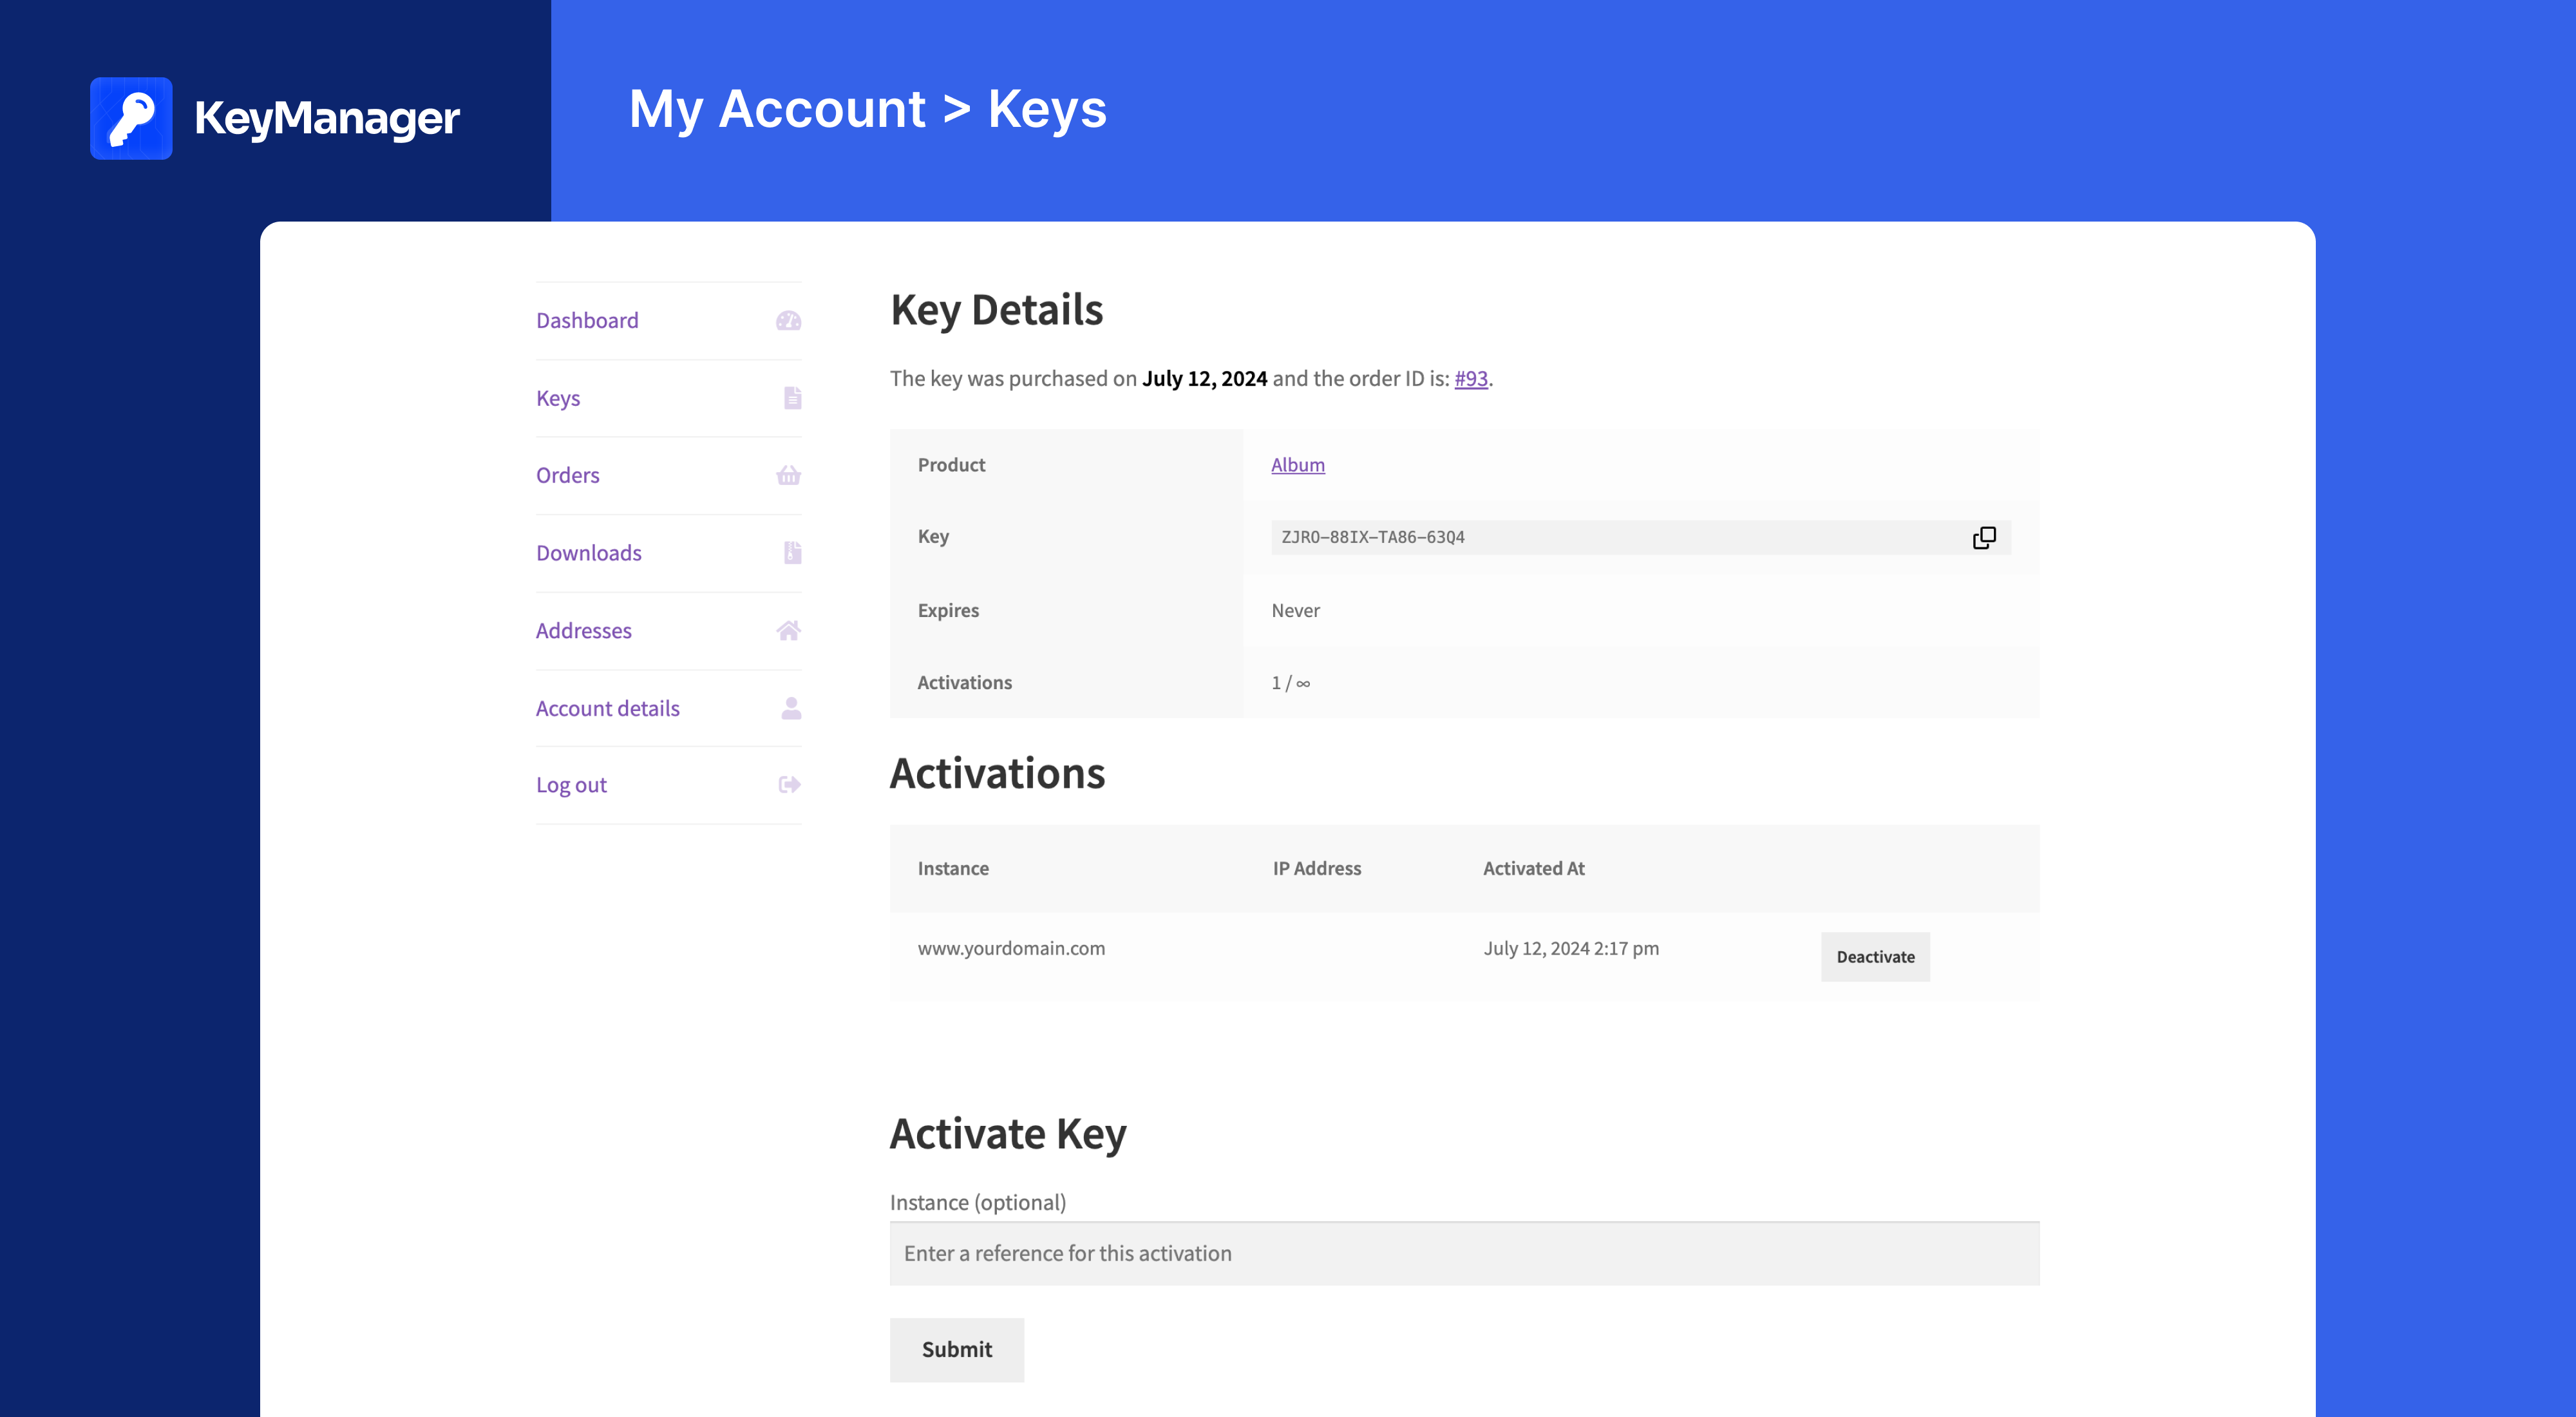 KeyManager
My Account > Keys
Dashboard
Keys
Orders
Downloads
Addresses
Account details
Log out
Key Details
The key was purchased on July 12, 2024 and the order ID is: #93.
Product Album
Key ZJRO-88IX-TA86-63Q4
Expires Never
Activations 1 / ∞
Activations
Instance IP Address Activated At
www.yourdomain.com July 12, 2024 2:17 pm Deactivate
Activate Key
Instance (optional)
Enter a reference for this activation
Submit